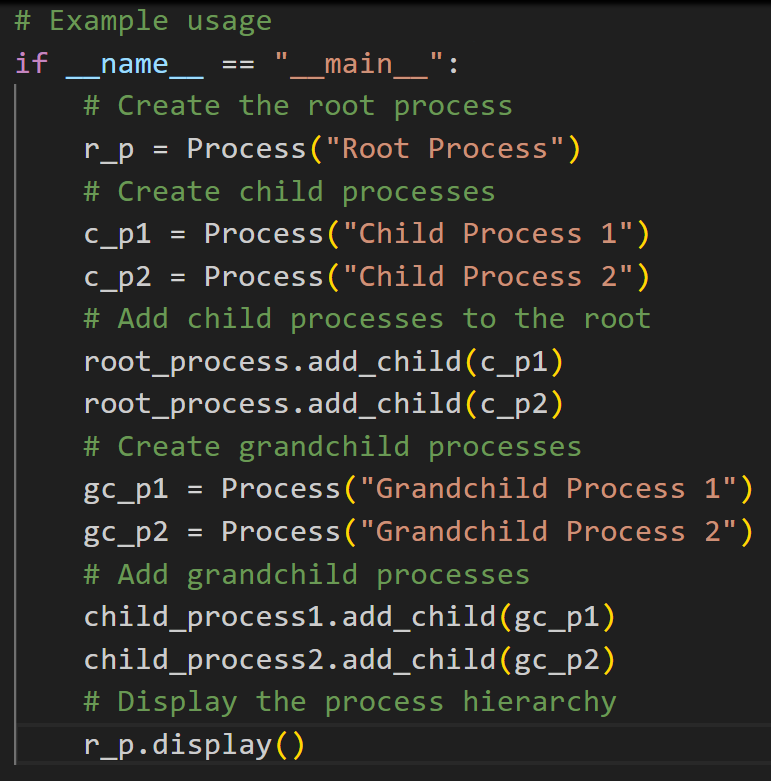 # Example usage
if __name__ == "__main__":
# Create the root process
r_p = Process("Root Process")
# Create child processes
c_p1 = Process("Child Process 1")
c_p2 = Process("Child Process 2")
# Add child processes to the root
root_process.add_child(c_p1)
root_process.add_child(c_p2)
# Create grandchild processes
gc_p1 = Process("Grandchild Process 1")
gc_p2 = Process("Grandchild Process 2")
# Add grandchild processes
child_process1.add_child(gc_p1)
child_process2.add_child(gc_p2)
# Display the process hierarchy
r_p.display()